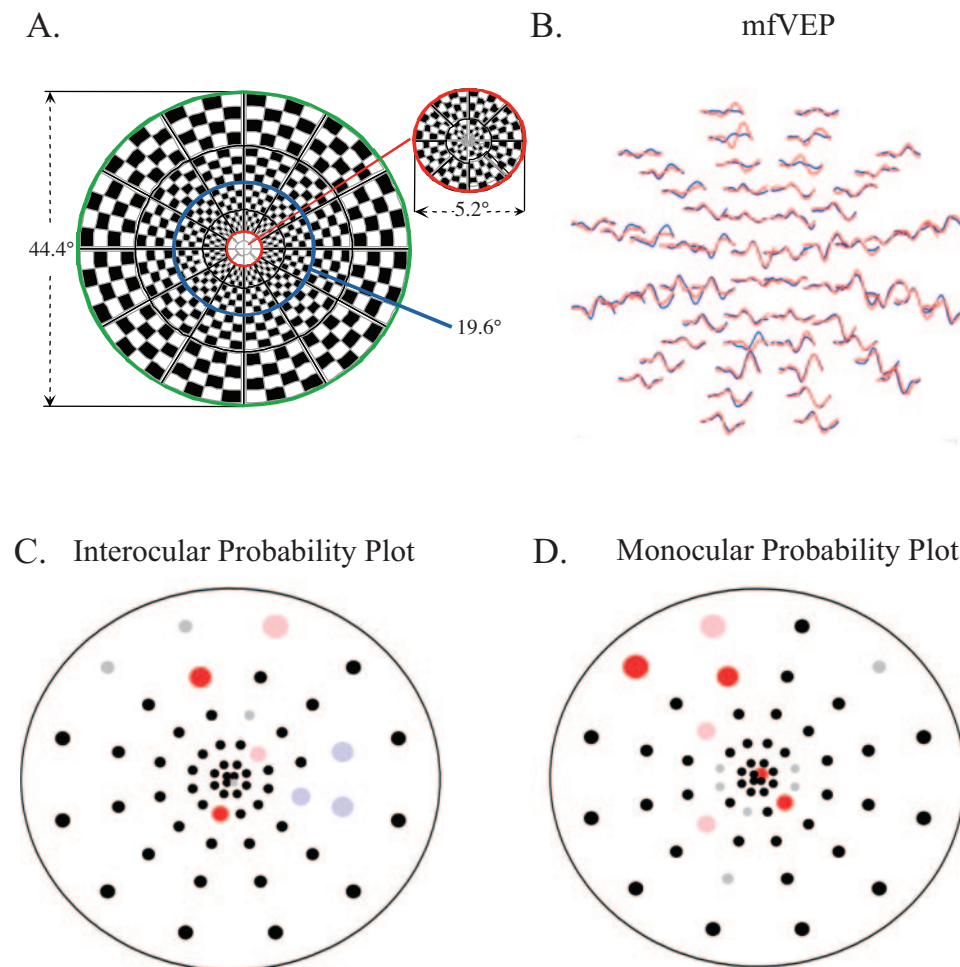 A.
B.
mfVEP
44.4°
5.2°
19.6°
C. Interocular Probability Plot
D. Monocular Probability Plot